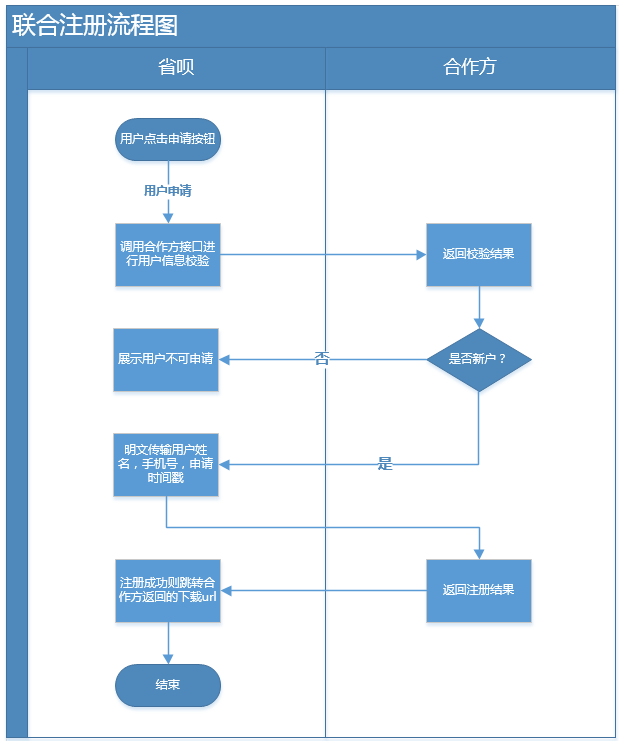 联合注册流程图
省呗
合作方
用户点击申请按钮
用户申请
调用合作方接口进
行用户信息校验
返回校验结果
展示用户不可申请
否
是否新户？
明文传输用户姓
名，手机号，申请
时间戳
是
注册成功则跳转合
作方返回的下载url
返回注册结果
结束